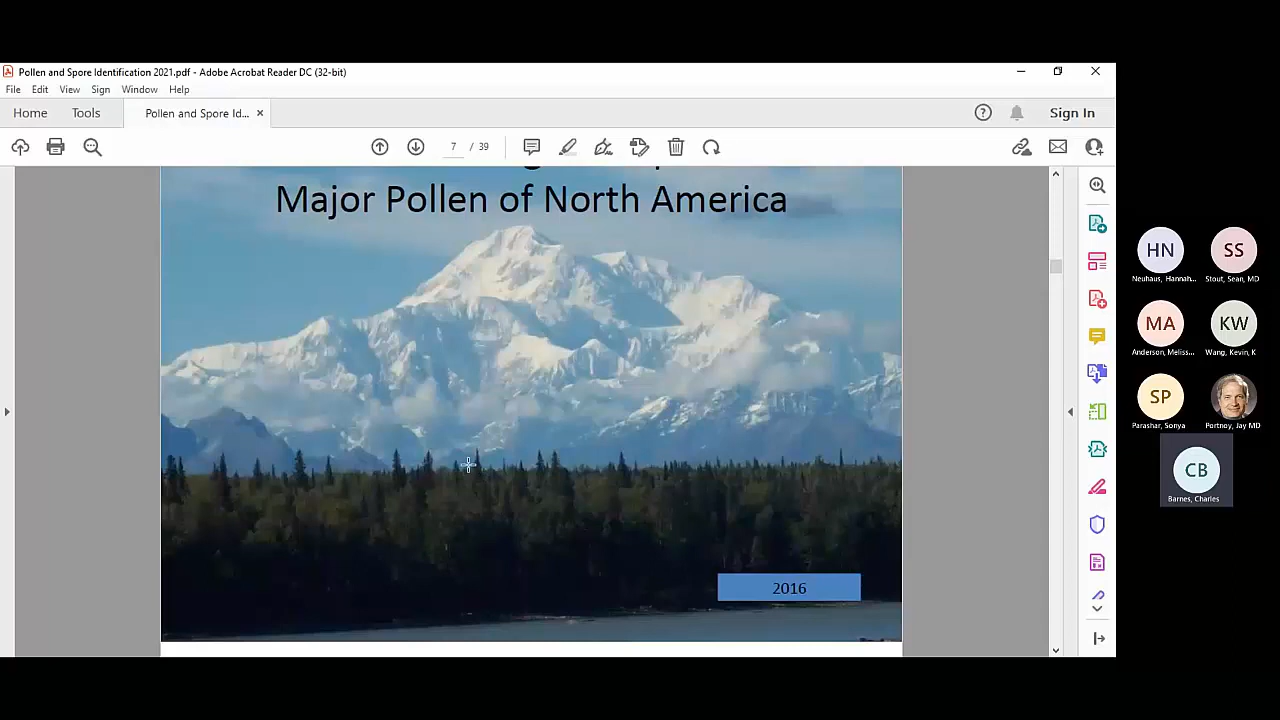 Pollen and Spore Identification 2021.pdf - Adobe Acrobat Reader DC (32-bit)
File Edit View Sign Window Help
Home Tools Pollen and Spore Id... Sign In
7 / 39
Major Pollen of North America
2016
HN SS
Neuhaus, Hannah... Stout, Sean, MD
MA KW
Anderson, Meliss... Wang, Kevin, K
SP
Parashar, Sonya Portnoy, Jay MD
CB
Barnes, Charles